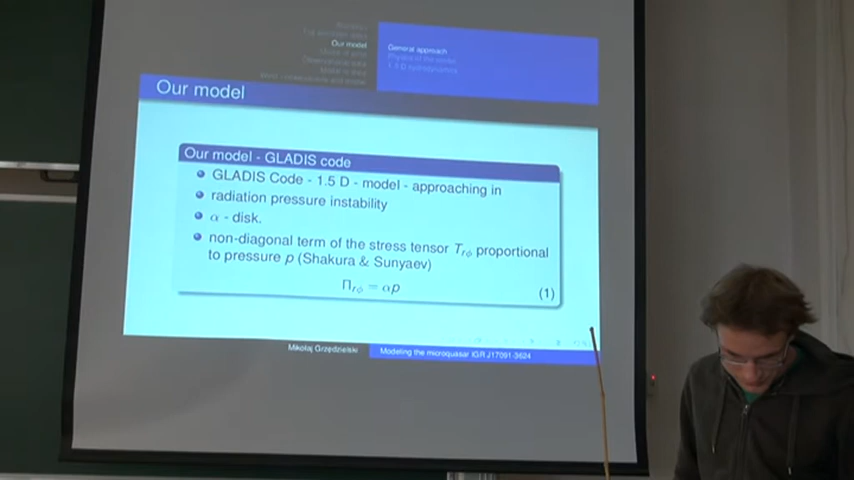 Our model
General approach
Our model
Our model - GLADIS code
GLADIS Code - 1.5 D - model - approaching in
radiation pressure instability
α - disk.
non-diagonal term of the stress tensor Trϕ proportional
to pressure p (Shakura & Sunyaev)
Πrϕ = αp (1)
Mikołaj Grzędzielski
Modeling the microquasar IGR J17091-3624